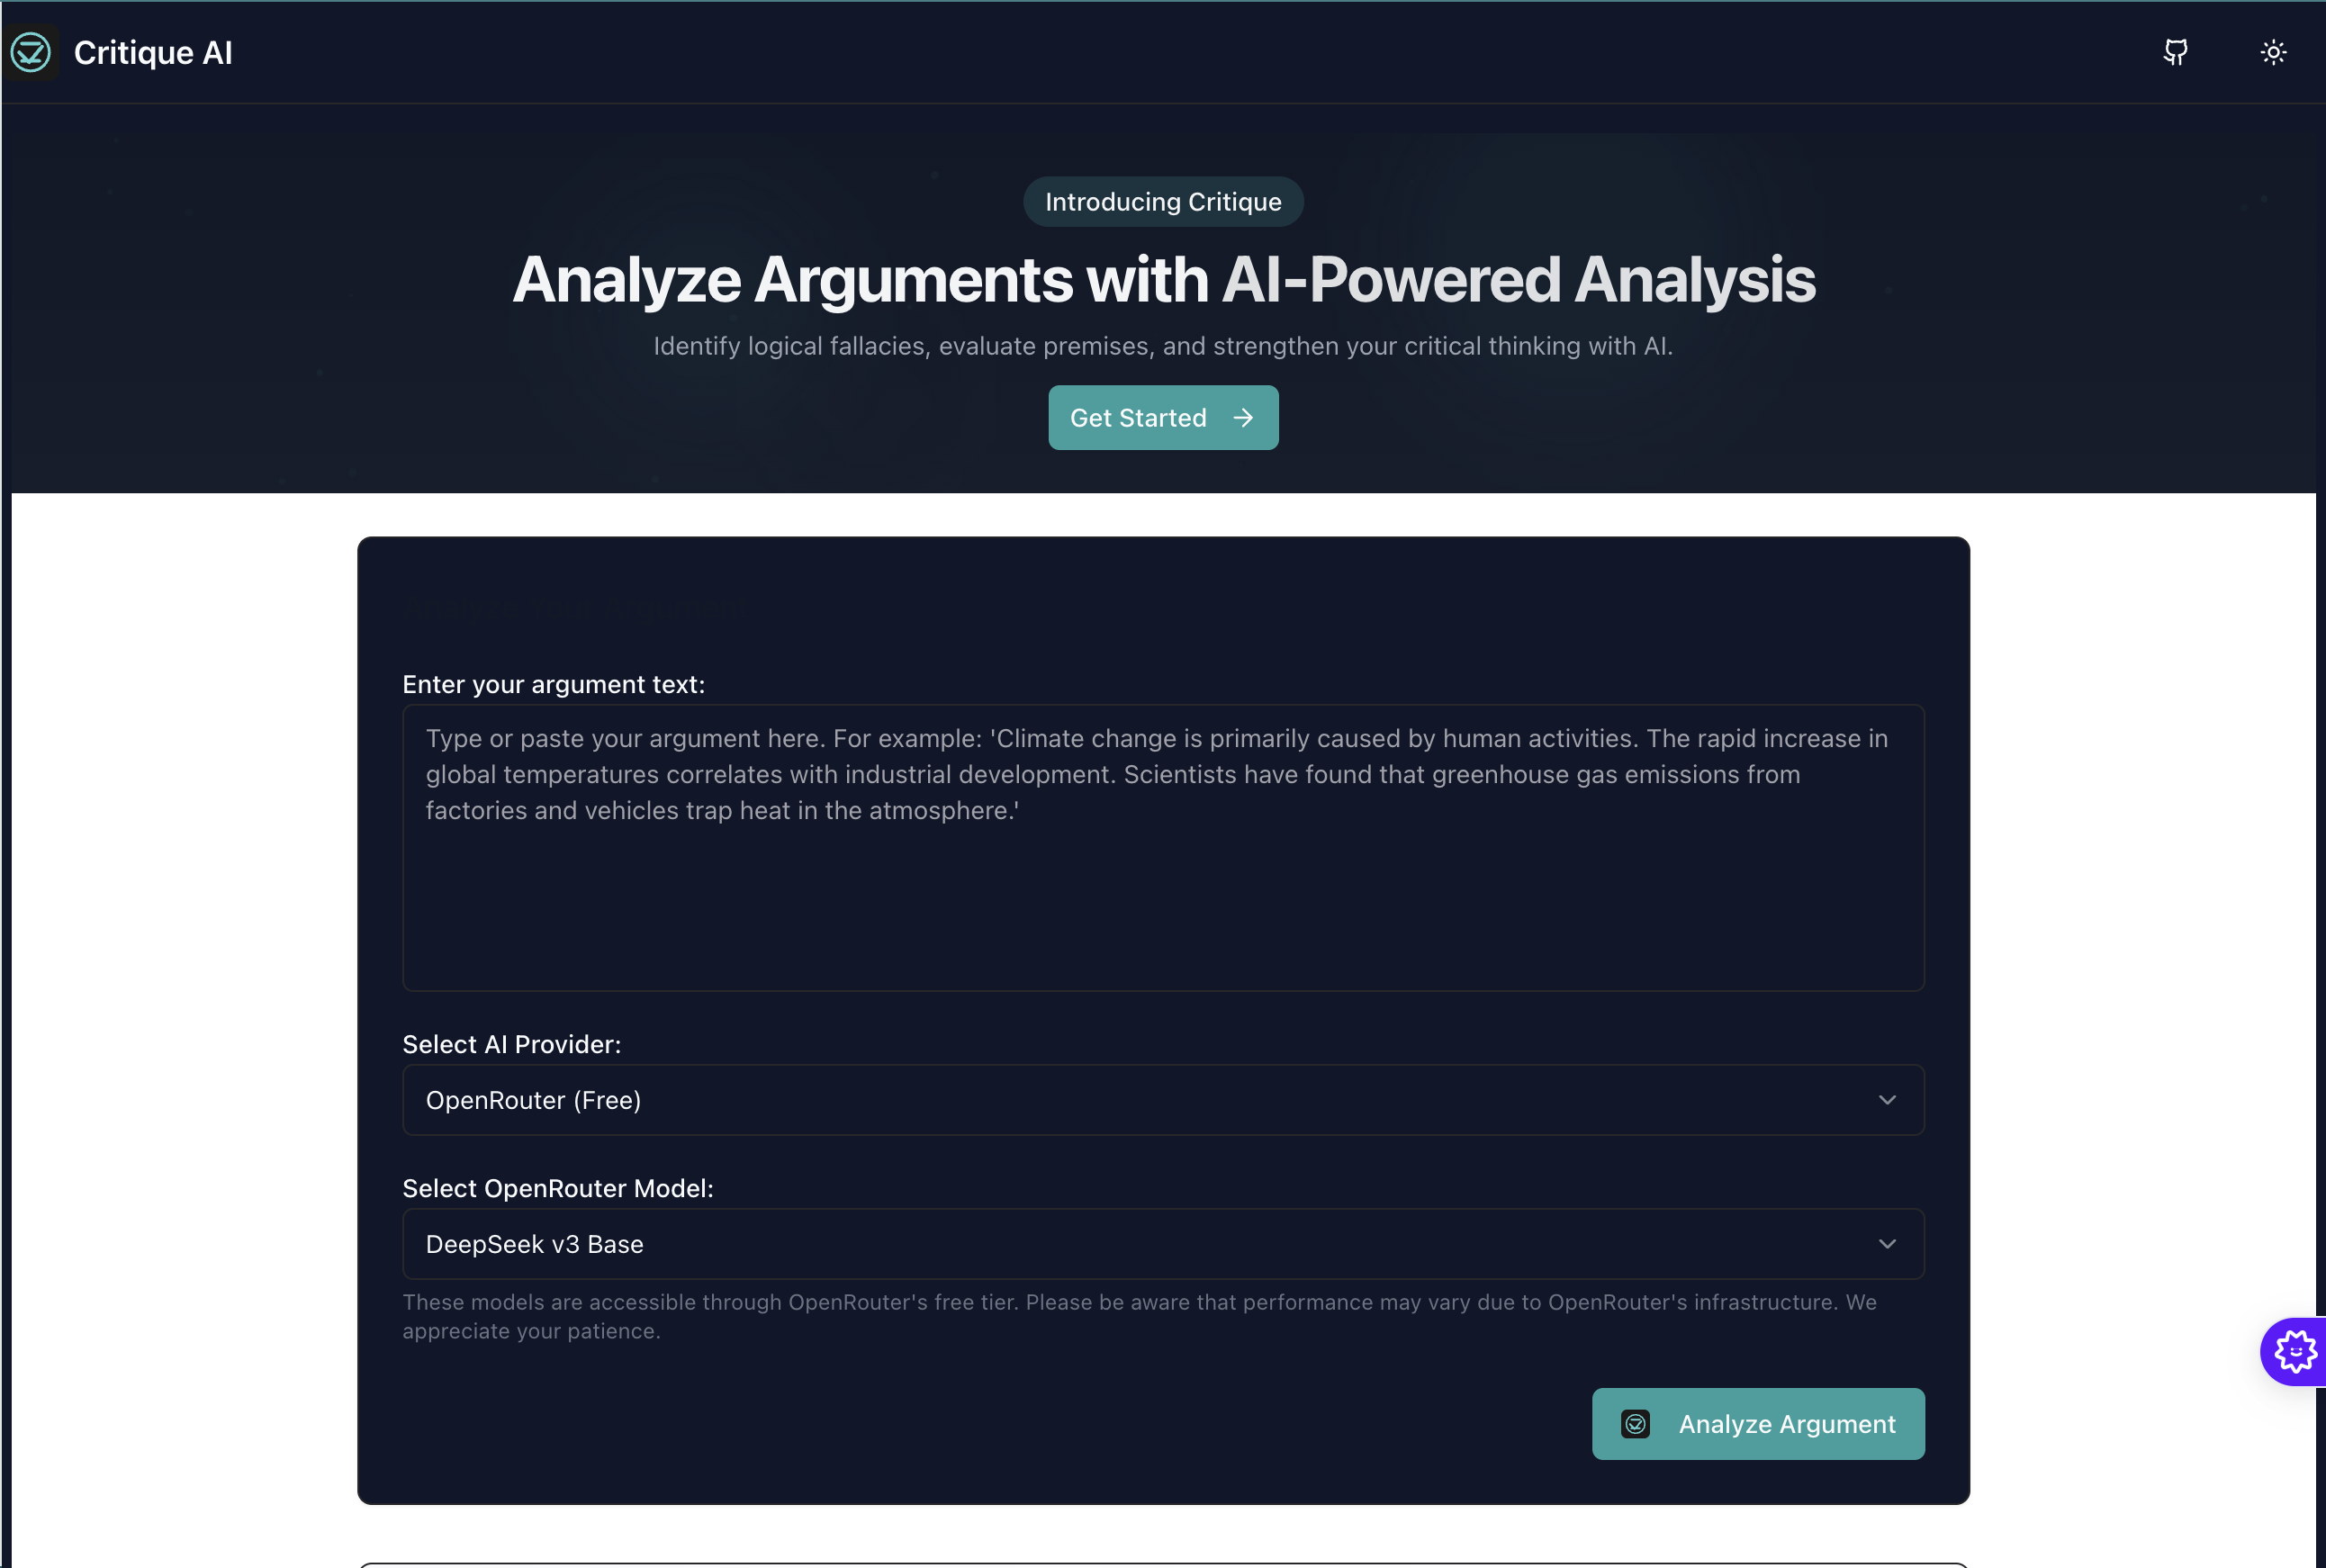 Critique AI
Introducing Critique
Analyze Arguments with AI-Powered Analysis
Identify logical fallacies, evaluate premises, and strengthen your critical thinking with AI.
Get Started
Enter your argument text:
Type or paste your argument here. For example: 'Climate change is primarily caused by human activities. The rapid increase in
global temperatures correlates with industrial development. Scientists have found that greenhouse gas emissions from
factories and vehicles trap heat in the atmosphere.'
Select AI Provider:
OpenRouter (Free)
Select OpenRouter Model:
DeepSeek v3 Base
These models are accessible through OpenRouter's free tier. Please be aware that performance may vary due to OpenRouter's infrastructure. We
appreciate your patience.
Analyze Argument